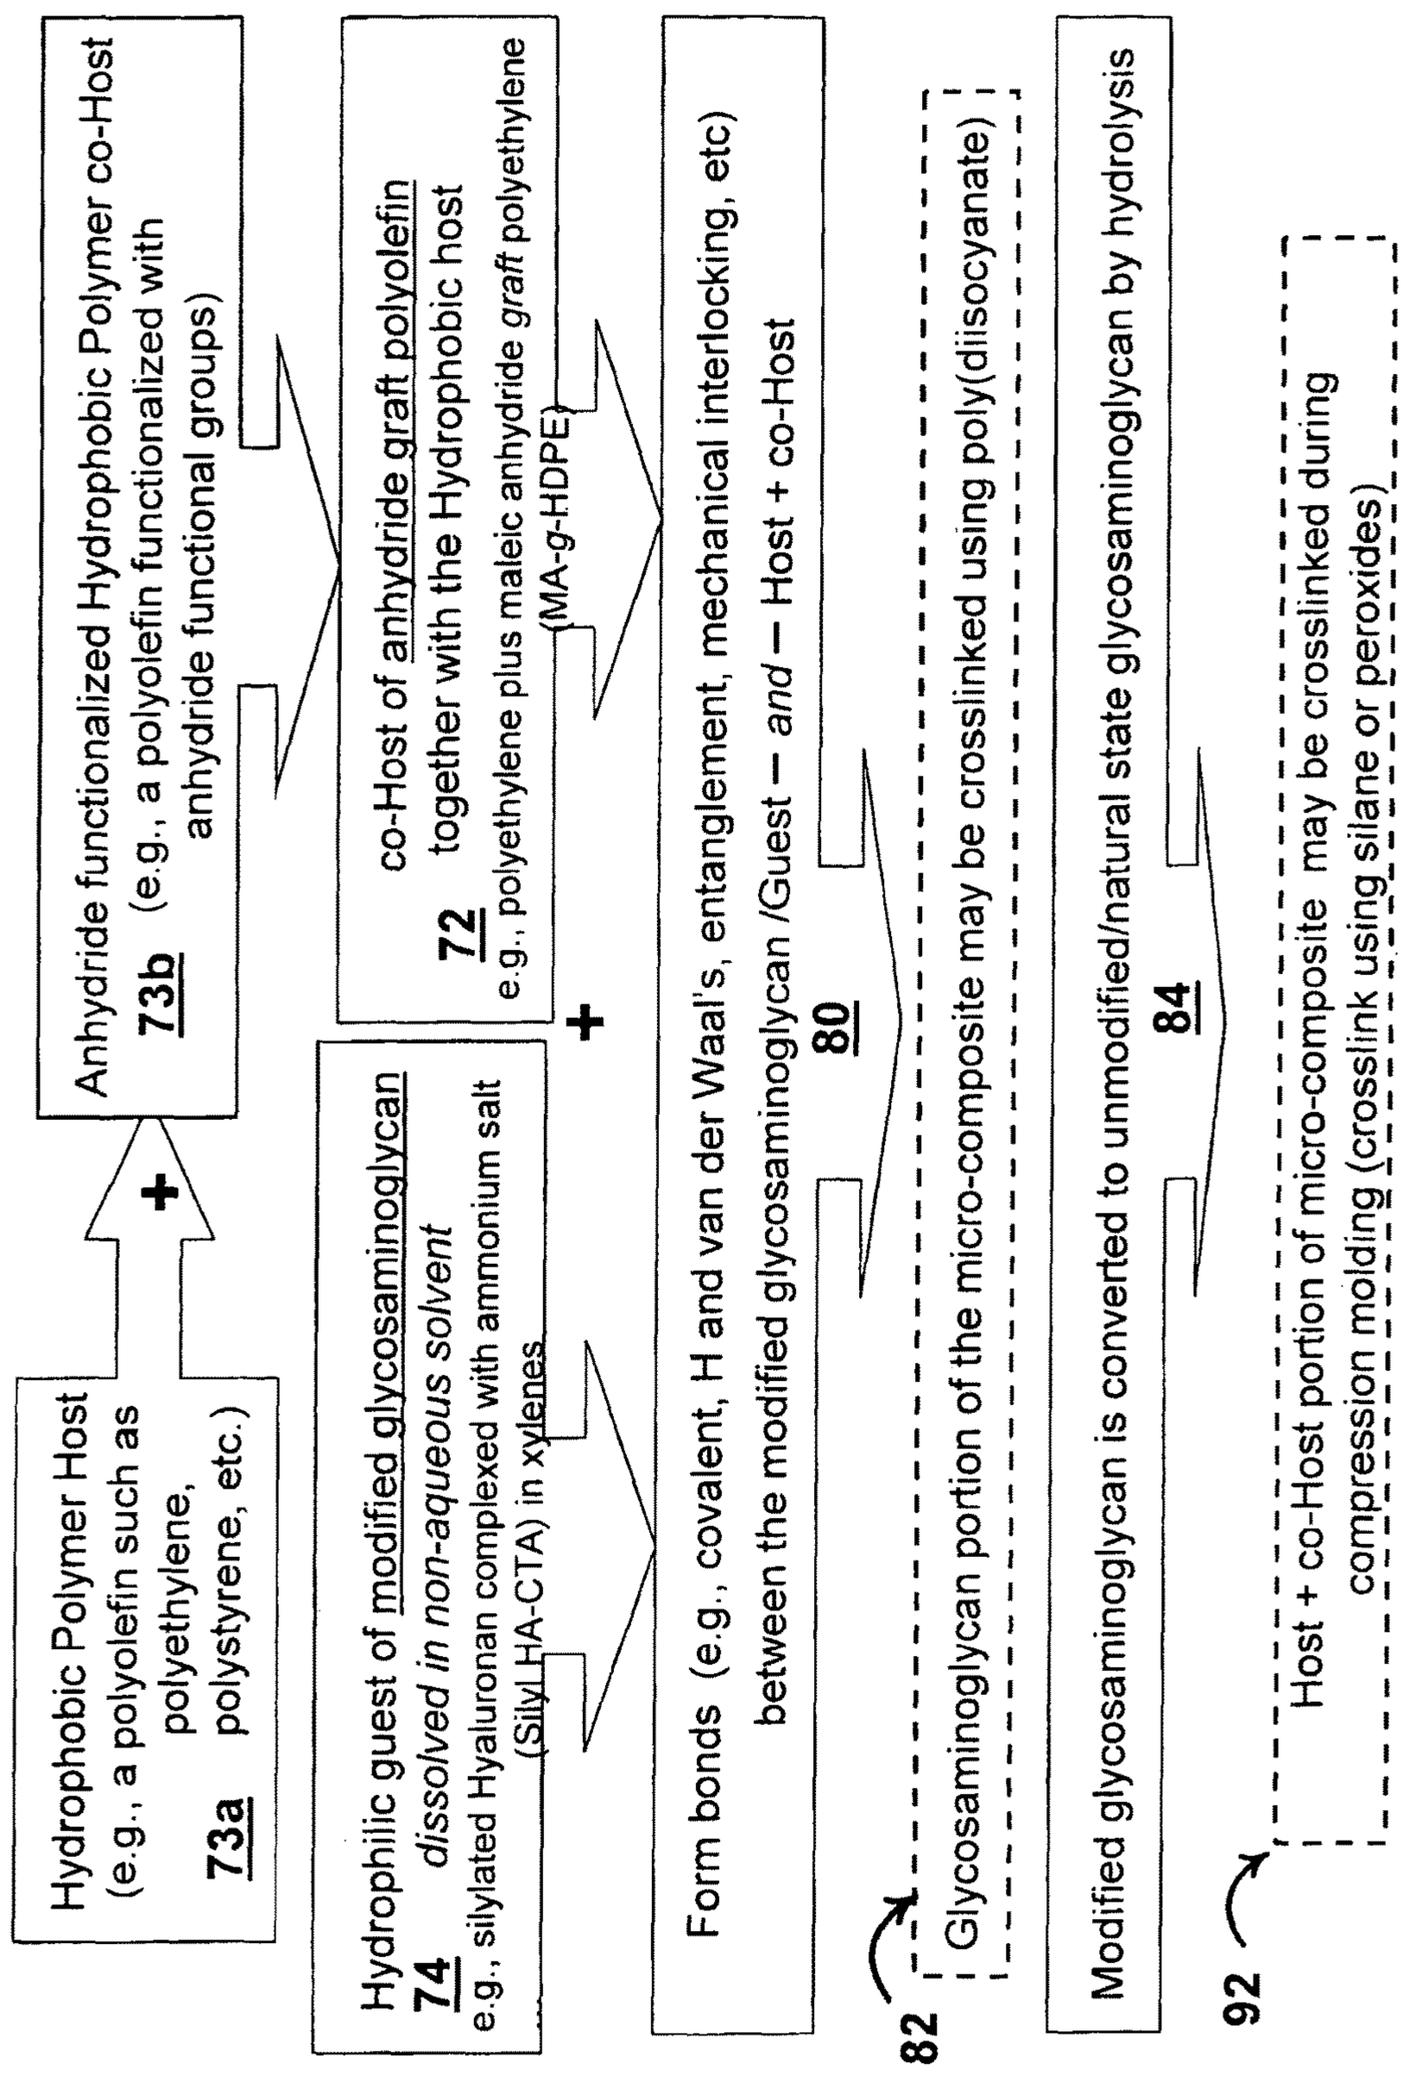 Hydrophobic Polymer Host
(e.g., a polyolefin such as
polyethylene,
73a polystyrene, etc.)
+
Anhydride functionalized Hydrophobic Polymer co-Host
73b (e.g., a polyolefin functionalized with
anhydride functional groups)
Hydrophilic guest of modified glycosaminoglycan
74 dissolved in non-aqueous solvent
e.g., silylated Hyaluronan complexed with ammonium salt
(Silyl HA-CTA) in xylenes
+
co-Host of anhydride graft polyolefin
together with the Hydrophobic host
72
e.g., polyethylene plus maleic anhydride graft polyethylene
(MA-g-HDPE)
Form bonds (e.g., covalent, H and van der Waal's, entanglement, mechanical interlocking, etc)
between the modified glycosaminoglycan /Guest — and — Host + co-Host
80
82
Glycosaminoglycan portion of the micro-composite may be crosslinked using poly(diisocyanate)
Modified glycosaminoglycan is converted to unmodified/natural state glycosaminoglycan by hydrolysis
84
92
Host + co-Host portion of micro-composite may be crosslinked during
compression molding (crosslink using silane or peroxides)